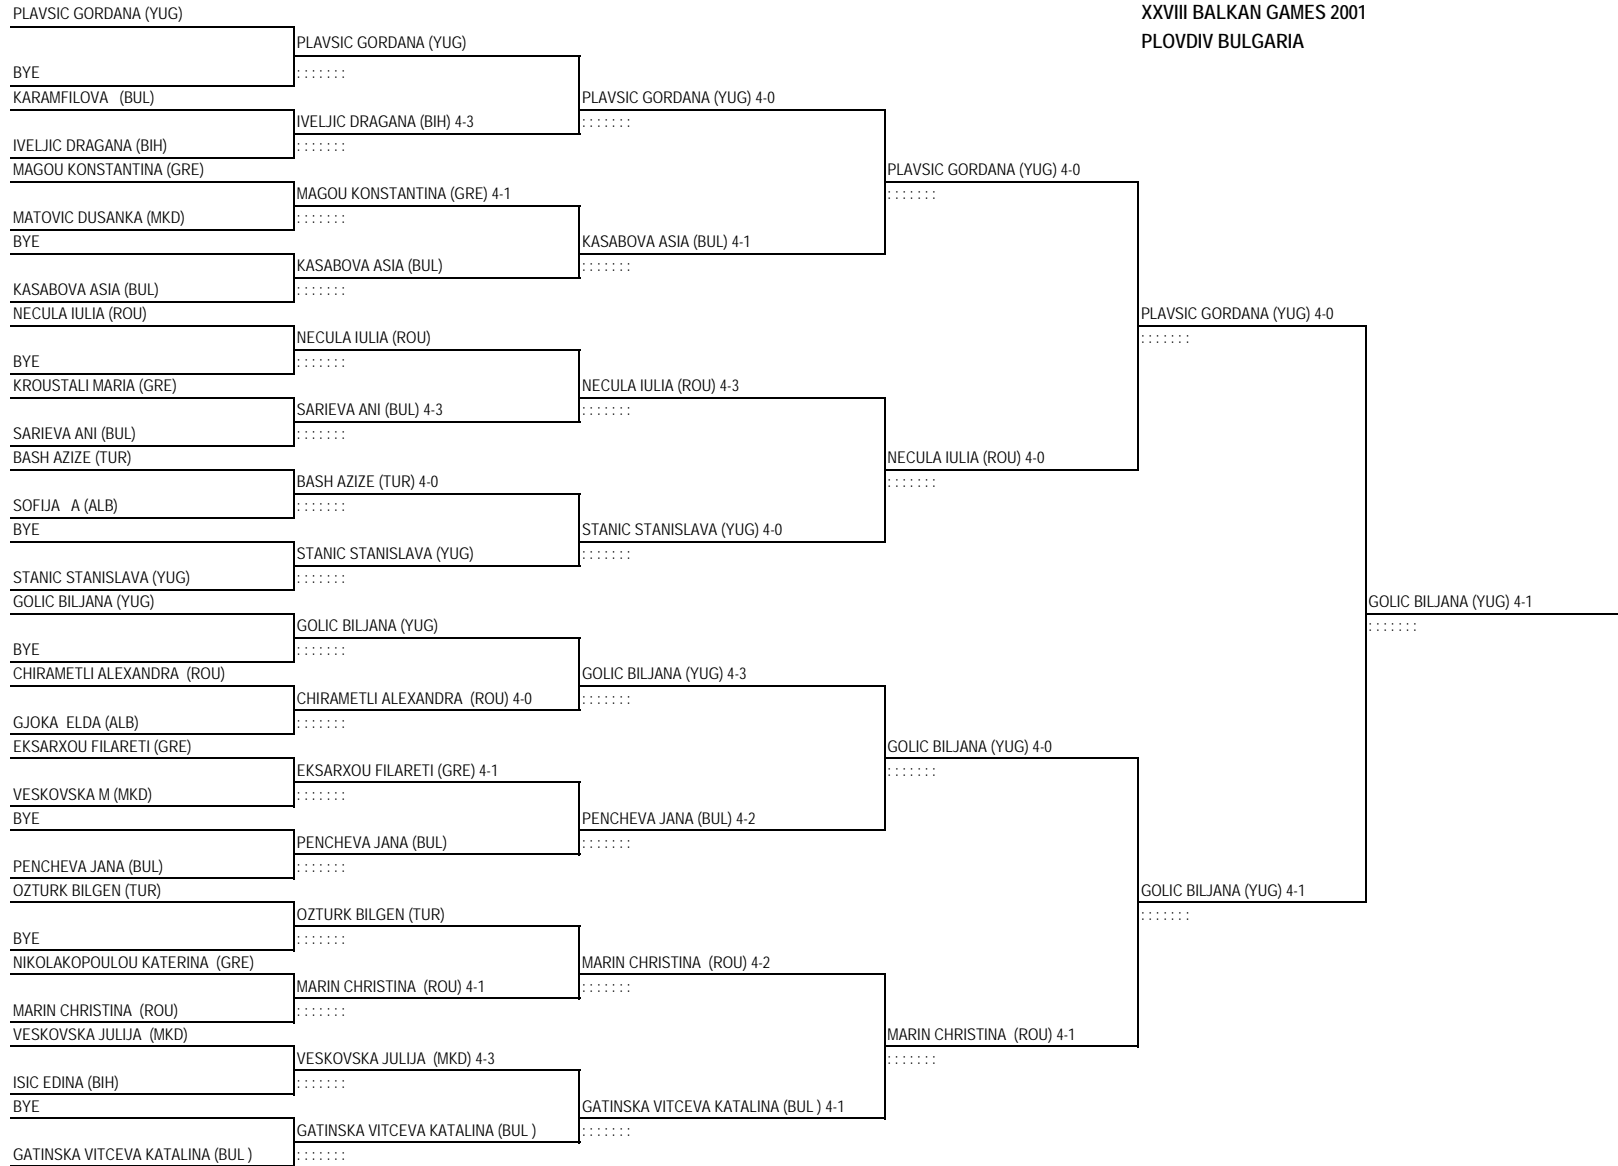 PLAVSIC GORDANA (YUG)
XXVIII BALKAN GAMES 2001
PLAVSIC GORDANA (YUG)
PLOVDIV BULGARIA
BYE
: : : : : : :
KARAMFILOVA (BUL)
PLAVSIC GORDANA (YUG) 4-0
IVELJIC DRAGANA (BIH) 4-3
: : : : : : :
IVELJIC DRAGANA (BIH)
: : : : : : :
MAGOU KONSTANTINA (GRE)
PLAVSIC GORDANA (YUG) 4-0
MAGOU KONSTANTINA (GRE) 4-1
: : : : : : :
MATOVIC DUSANKA (MKD)
: : : : : : :
BYE
KASABOVA ASIA (BUL) 4-1
KASABOVA ASIA (BUL)
: : : : : : :
KASABOVA ASIA (BUL)
: : : : : : :
NECULA IULIA (ROU)
PLAVSIC GORDANA (YUG) 4-0
NECULA IULIA (ROU)
: : : : : : :
BYE
: : : : : : :
KROUSTALI MARIA (GRE)
NECULA IULIA (ROU) 4-3
SARIEVA ANI (BUL) 4-3
: : : : : : :
SARIEVA ANI (BUL)
: : : : : : :
BASH AZIZE (TUR)
NECULA IULIA (ROU) 4-0
BASH AZIZE (TUR) 4-0
: : : : : : :
SOFIJA A (ALB)
: : : : : : :
BYE
STANIC STANISLAVA (YUG) 4-0
STANIC STANISLAVA (YUG)
: : : : : : :
STANIC STANISLAVA (YUG)
: : : : : : :
GOLIC BILJANA (YUG)
GOLIC BILJANA (YUG) 4-1
GOLIC BILJANA (YUG)
: : : : : : :
BYE
: : : : : : :
CHIRAMETLI ALEXANDRA (ROU)
GOLIC BILJANA (YUG) 4-3
CHIRAMETLI ALEXANDRA (ROU) 4-0
: : : : : : :
GJOKA ELDA (ALB)
: : : : : : :
EKSARXOU FILARETI (GRE)
GOLIC BILJANA (YUG) 4-0
EKSARXOU FILARETI (GRE) 4-1
: : : : : : :
VESKOVSKA M (MKD)
: : : : : : :
BYE
PENCHEVA JANA (BUL) 4-2
PENCHEVA JANA (BUL)
: : : : : : :
PENCHEVA JANA (BUL)
: : : : : : :
OZTURK BILGEN (TUR)
GOLIC BILJANA (YUG) 4-1
OZTURK BILGEN (TUR)
: : : : : : :
BYE
: : : : : : :
NIKOLAKOPOULOU KATERINA (GRE)
MARIN CHRISTINA (ROU) 4-2
MARIN CHRISTINA (ROU) 4-1
: : : : : : :
MARIN CHRISTINA (ROU)
: : : : : : :
VESKOVSKA JULIJA (MKD)
MARIN CHRISTINA (ROU) 4-1
VESKOVSKA JULIJA (MKD) 4-3
: : : : : : :
ISIC EDINA (BIH)
: : : : : : :
BYE
GATINSKA VITCEVA KATALINA (BUL ) 4-1
GATINSKA VITCEVA KATALINA (BUL )
: : : : : : :
GATINSKA VITCEVA KATALINA (BUL )
: : : : : : :